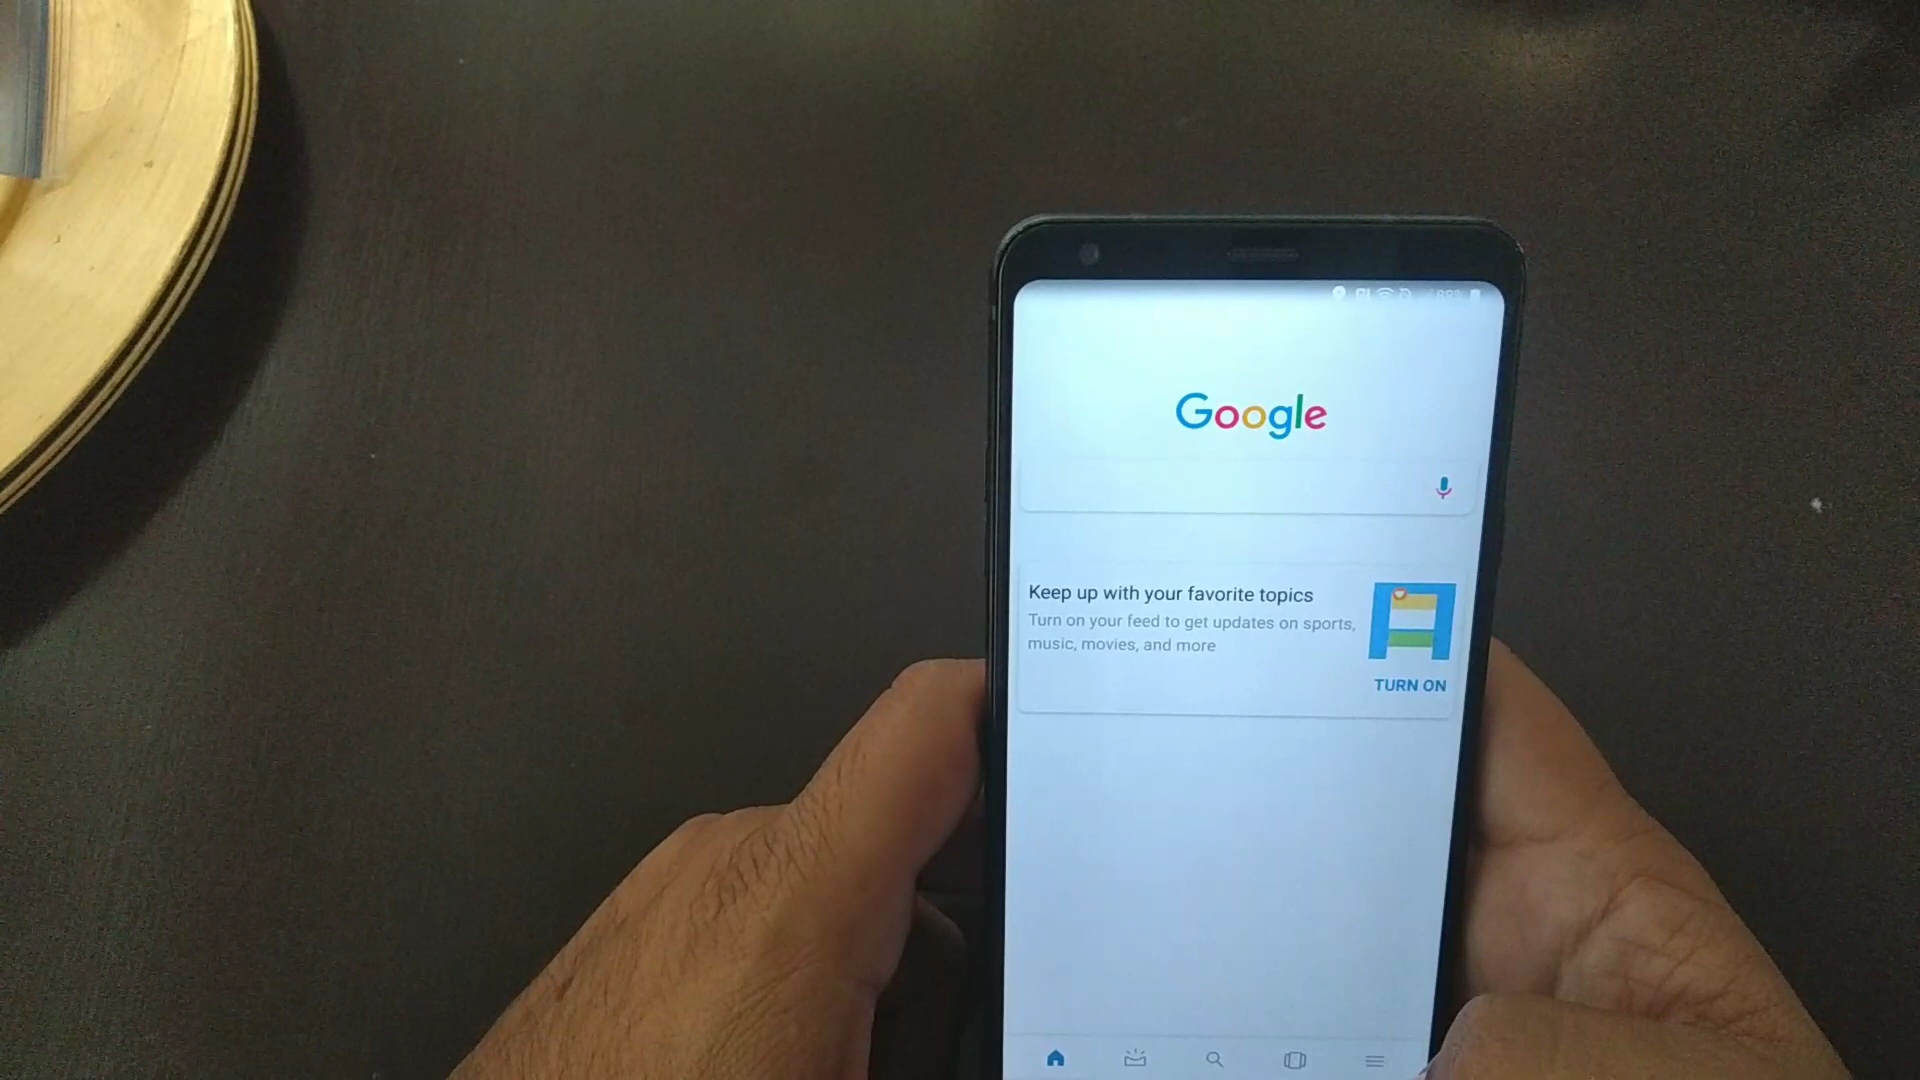 Google
Keep up with your favorite topics
Turn on your feed to get updates on sports,
music, movies, and more
TURN ON